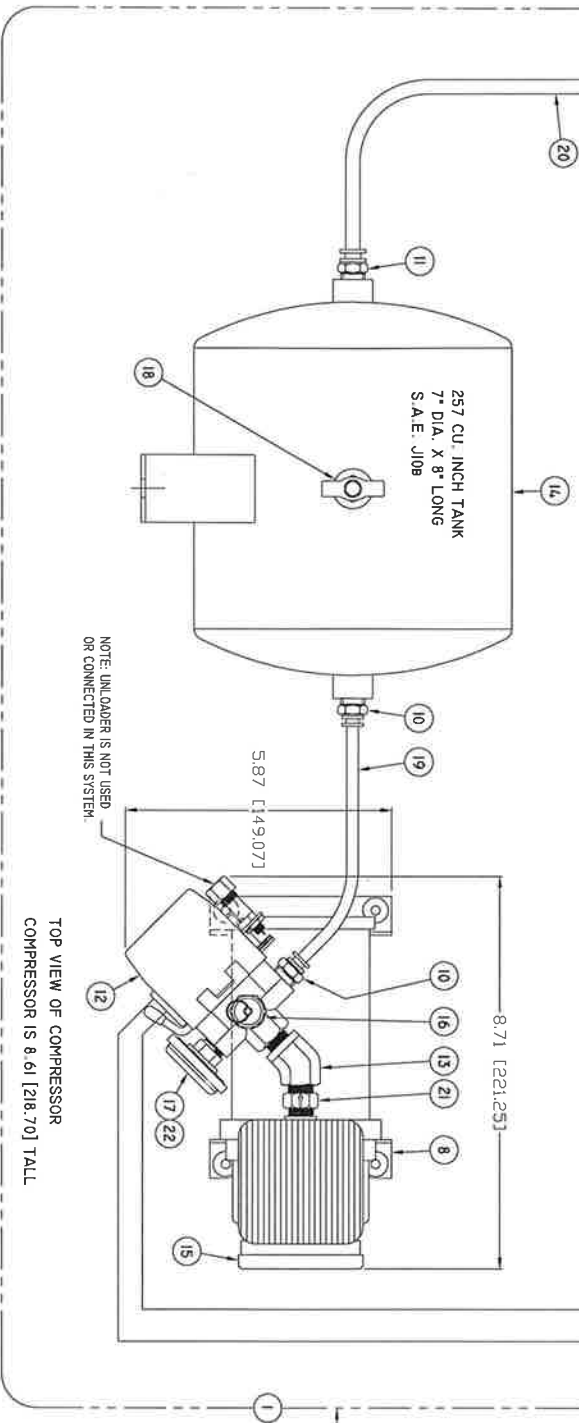 20
11
18
257 CU. INCH TANK
7" DIA. X 8" LONG
S.A.E. J10B
14
10
19
NOTE: UNLOADER IS NOT USED
OR CONNECTED IN THIS SYSTEM.
5.87 [149.07]
8.71 [221.25]
12
10
16
13
21
17
22
8
15
TOP VIEW OF COMPRESSOR
COMPRESSOR IS 8.61 [218.70] TALL
1